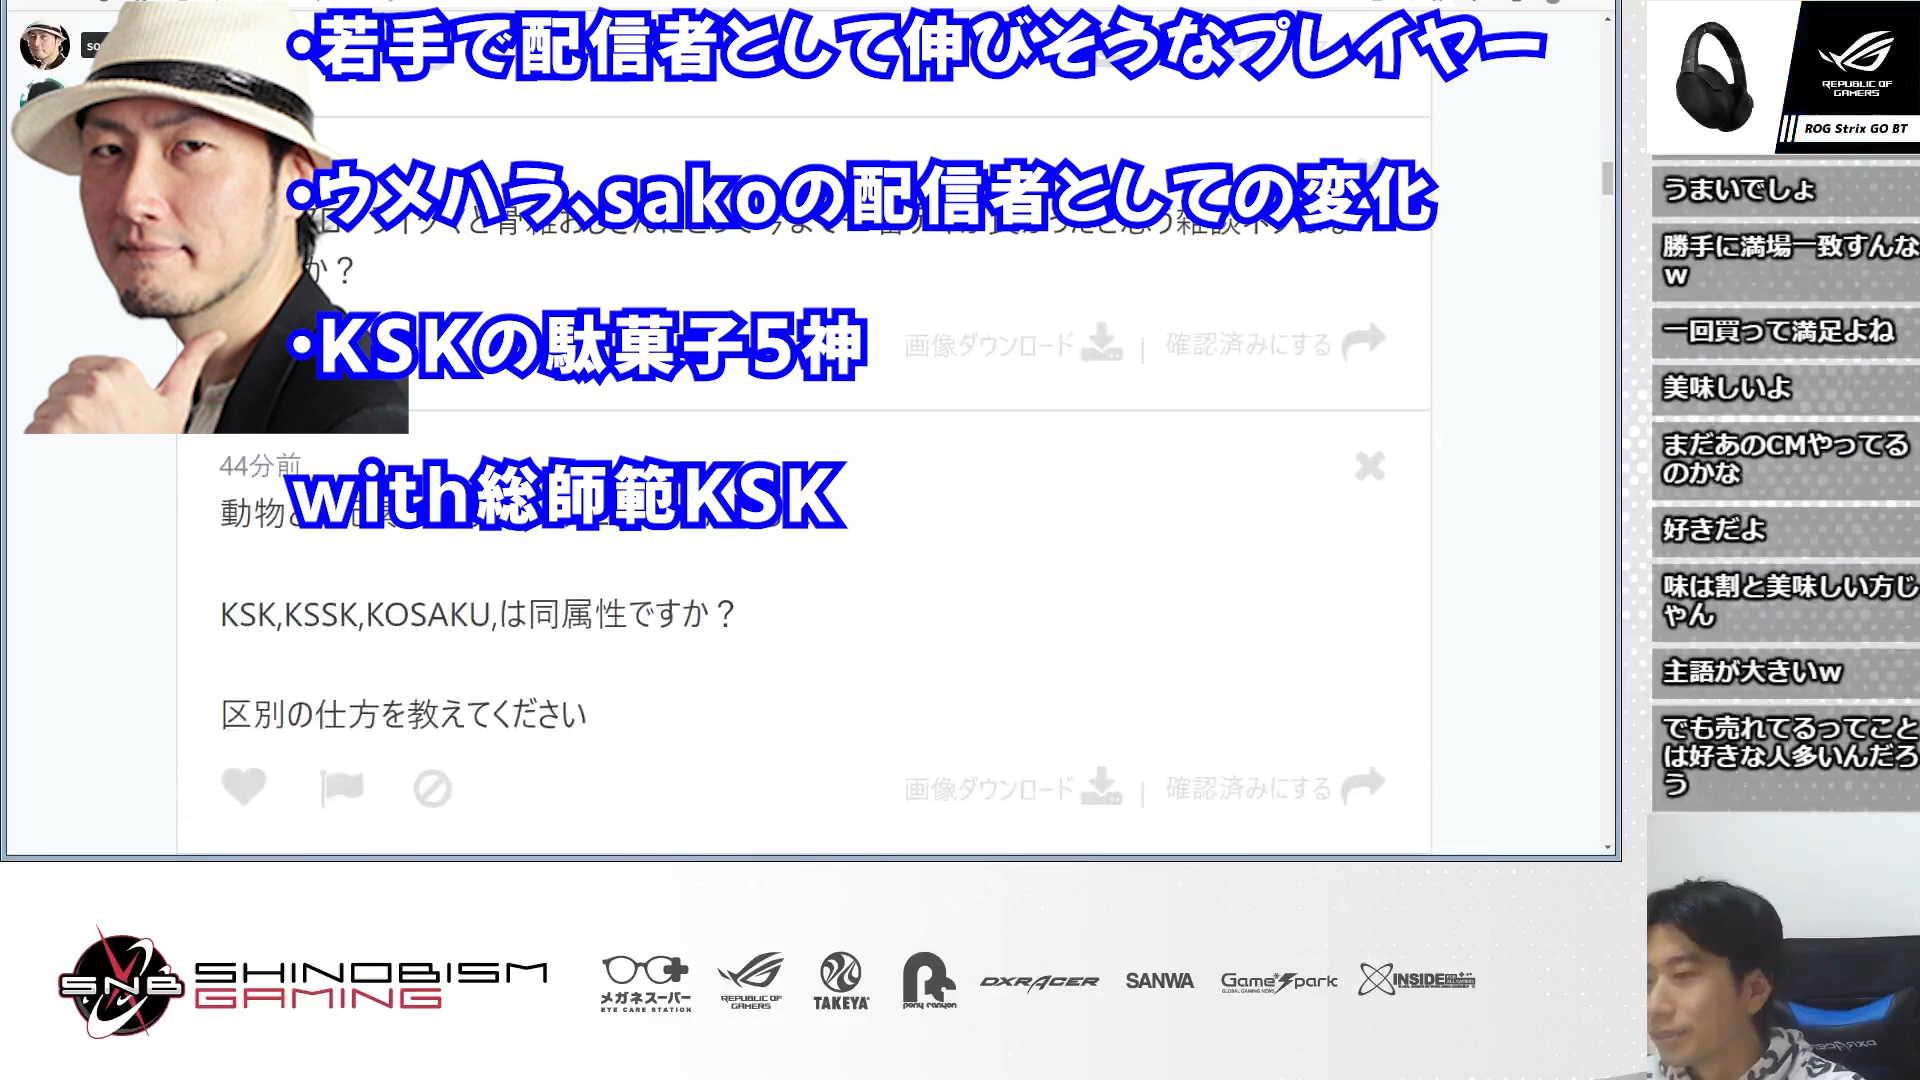 ・若手で配信者として伸びそうなプレイヤー
・ウメハラ、sakoの配信者としての変化
か？
・KSKの駄菓子5神
画像ダウンロード | 確認済みにする
44分前
with総師範KSK
動物
KSK,KSSK,KOSAKU,は同属性ですか？
区別の仕方を教えてください
画像ダウンロード | 確認済みにする
REPUBLIC OF
GAMERS
ROG Strix GO BT
うまいでしょ
勝手に満場一致すんな
w
一回買って満足よね
美味しいよ
まだあのCMやってる
のかな
好きだよ
味は割と美味しい方じ
ゃん
主語が大きいw
でも売れてるってこと
は好きな人多いんだろ
う
SNB
SHINOBISM
GAMING
メガネスーパー
EYE CARE STATION
REPUBLIC OF
GAMERS
TAKEYA
pony canyon
DXRACER
SANWA
Game*Spark
GLOBAL GAMING NEWS
INSIDE